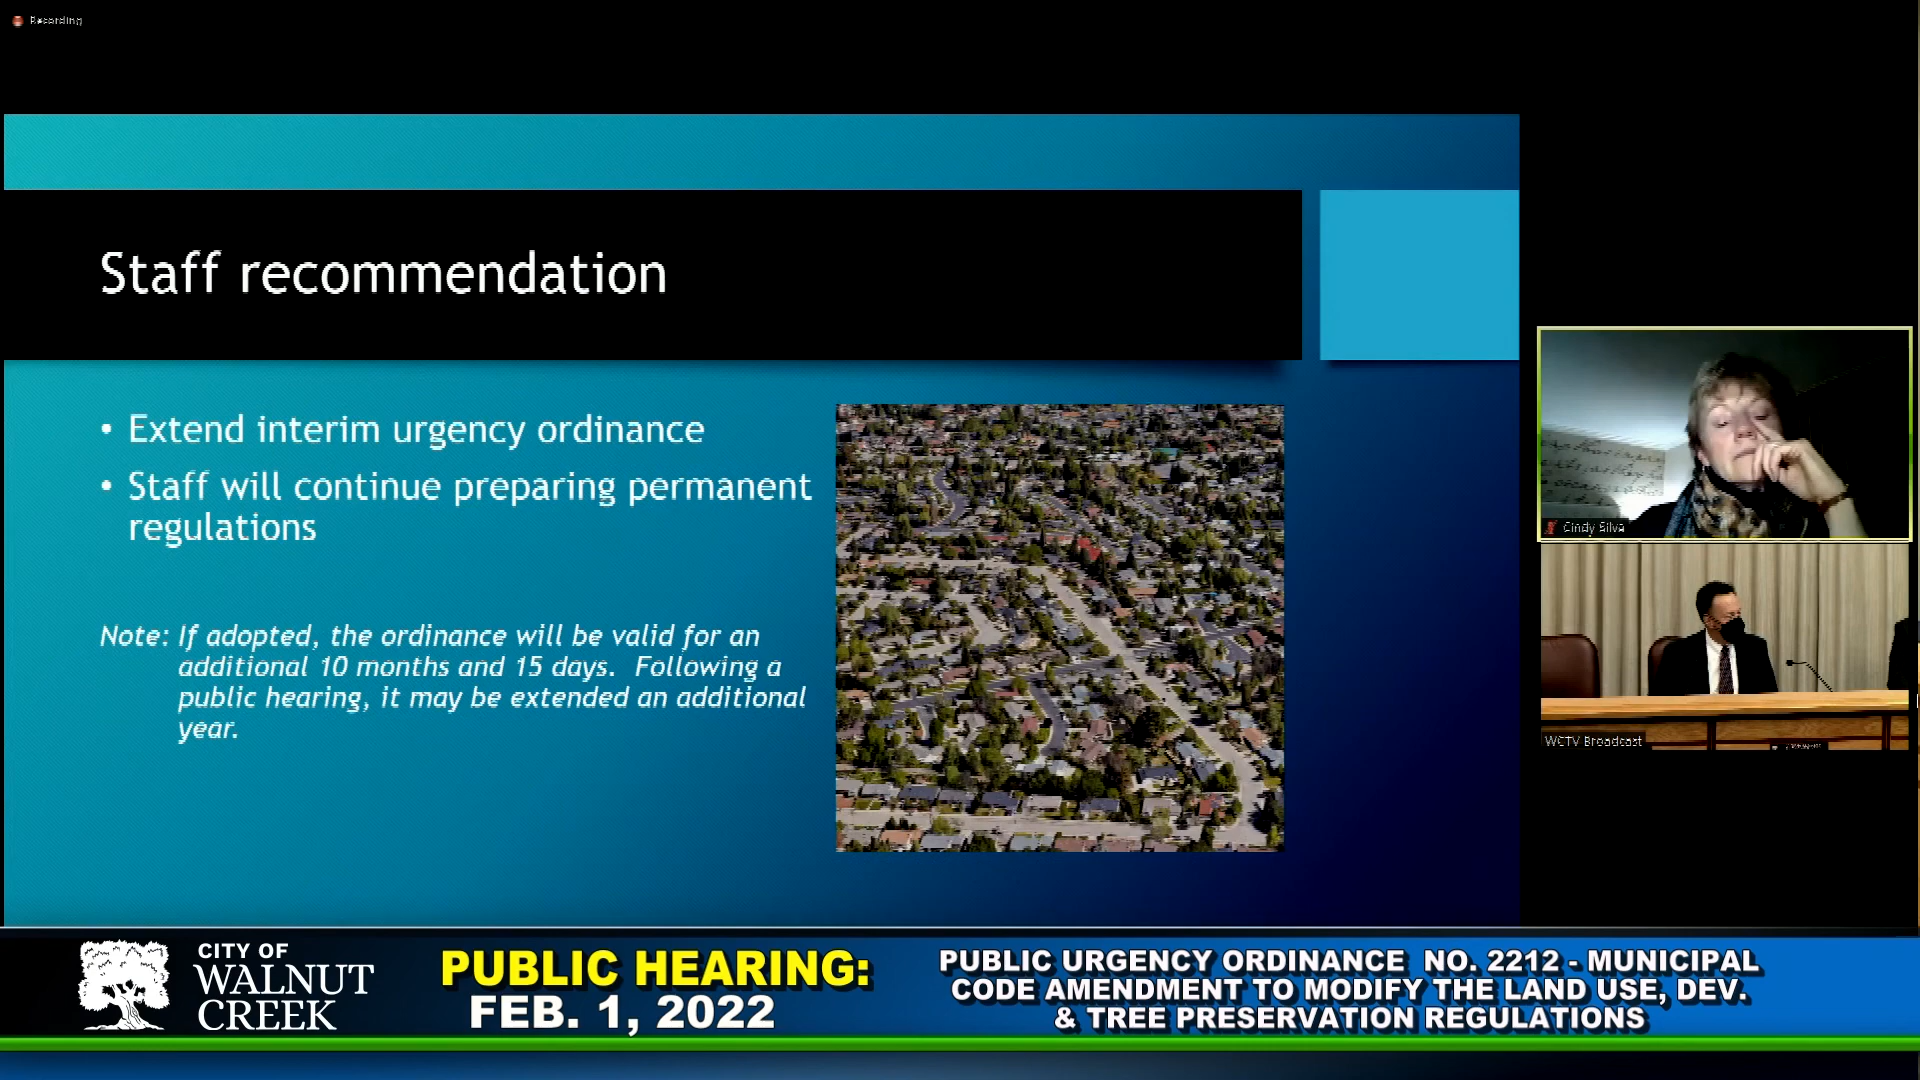 Recording
Staff recommendation
• Extend interim urgency ordinance
• Staff will continue preparing permanent
regulations
Note: If adopted, the ordinance will be valid for an
additional 10 months and 15 days. Following a
public hearing, it may be extended an additional
year.
Cindy Silva
WCTV Broadcast
CITY OF
WALNUT
CREEK
PUBLIC HEARING:
FEB. 1, 2022
PUBLIC URGENCY ORDINANCE NO. 2212 - MUNICIPAL
CODE AMENDMENT TO MODIFY THE LAND USE, DEV.
& TREE PRESERVATION REGULATIONS